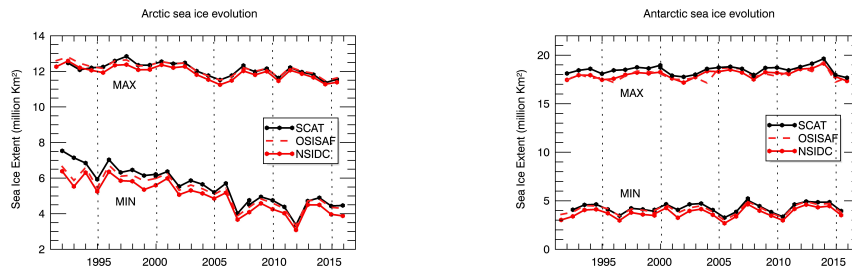 Arctic sea ice evolution
14
12
10
8
6
4
2
Sea Ice Extent (million Km²)
MAX
MIN
SCAT
OSISAF
NSIDC
1995
2000
2005
2010
2015
Antarctic sea ice evolution
20
15
10
5
0
Sea Ice Extent (million Km²)
MAX
MIN
SCAT
OSISAF
NSIDC
1995
2000
2005
2010
2015